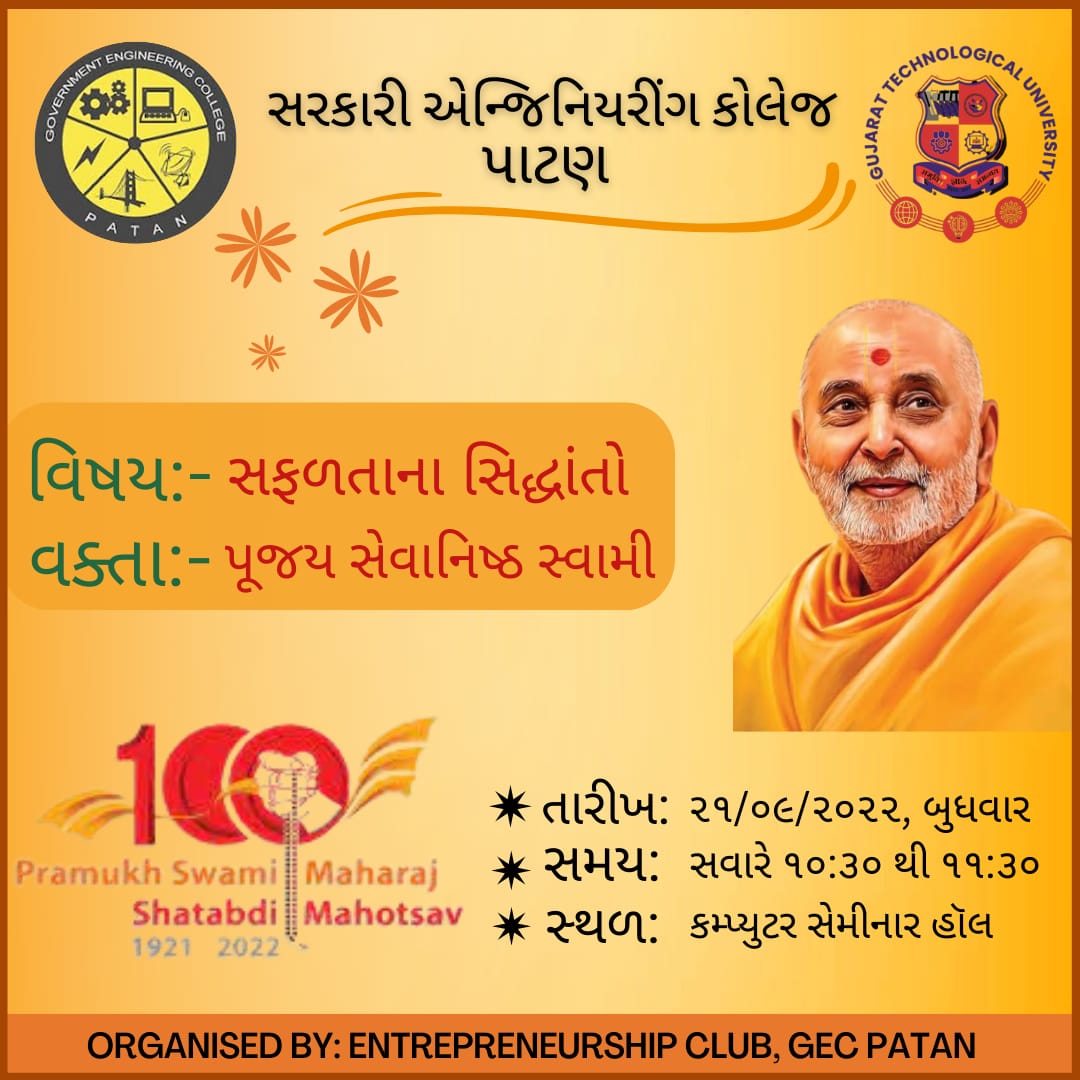 GOVERNMENT ENGINEERING COLLEGE
PATAN
સરકારી એન્જિનિયરીંગ કોલેજ
પાટણ
GUJARAT TECHNOLOGICAL UNIVERSITY
વિષય:- સફળતાના સિદ્ધાંતો
વક્તા:- પૂજય સેવાનિષ્ઠ સ્વામી
100
Pramukh Swami Maharaj
Shatabdi Mahotsav
1921 2022
તારીખ: ૨૧/૦૯/૨૦૨૨, બુધવાર
સમય: સવારે ૧૦:૩૦ થી ૧૧:૩૦
સ્થળ: કમ્પ્યુટર સેમીનાર હૉલ
ORGANISED BY: ENTREPRENEURSHIP CLUB, GEC PATAN